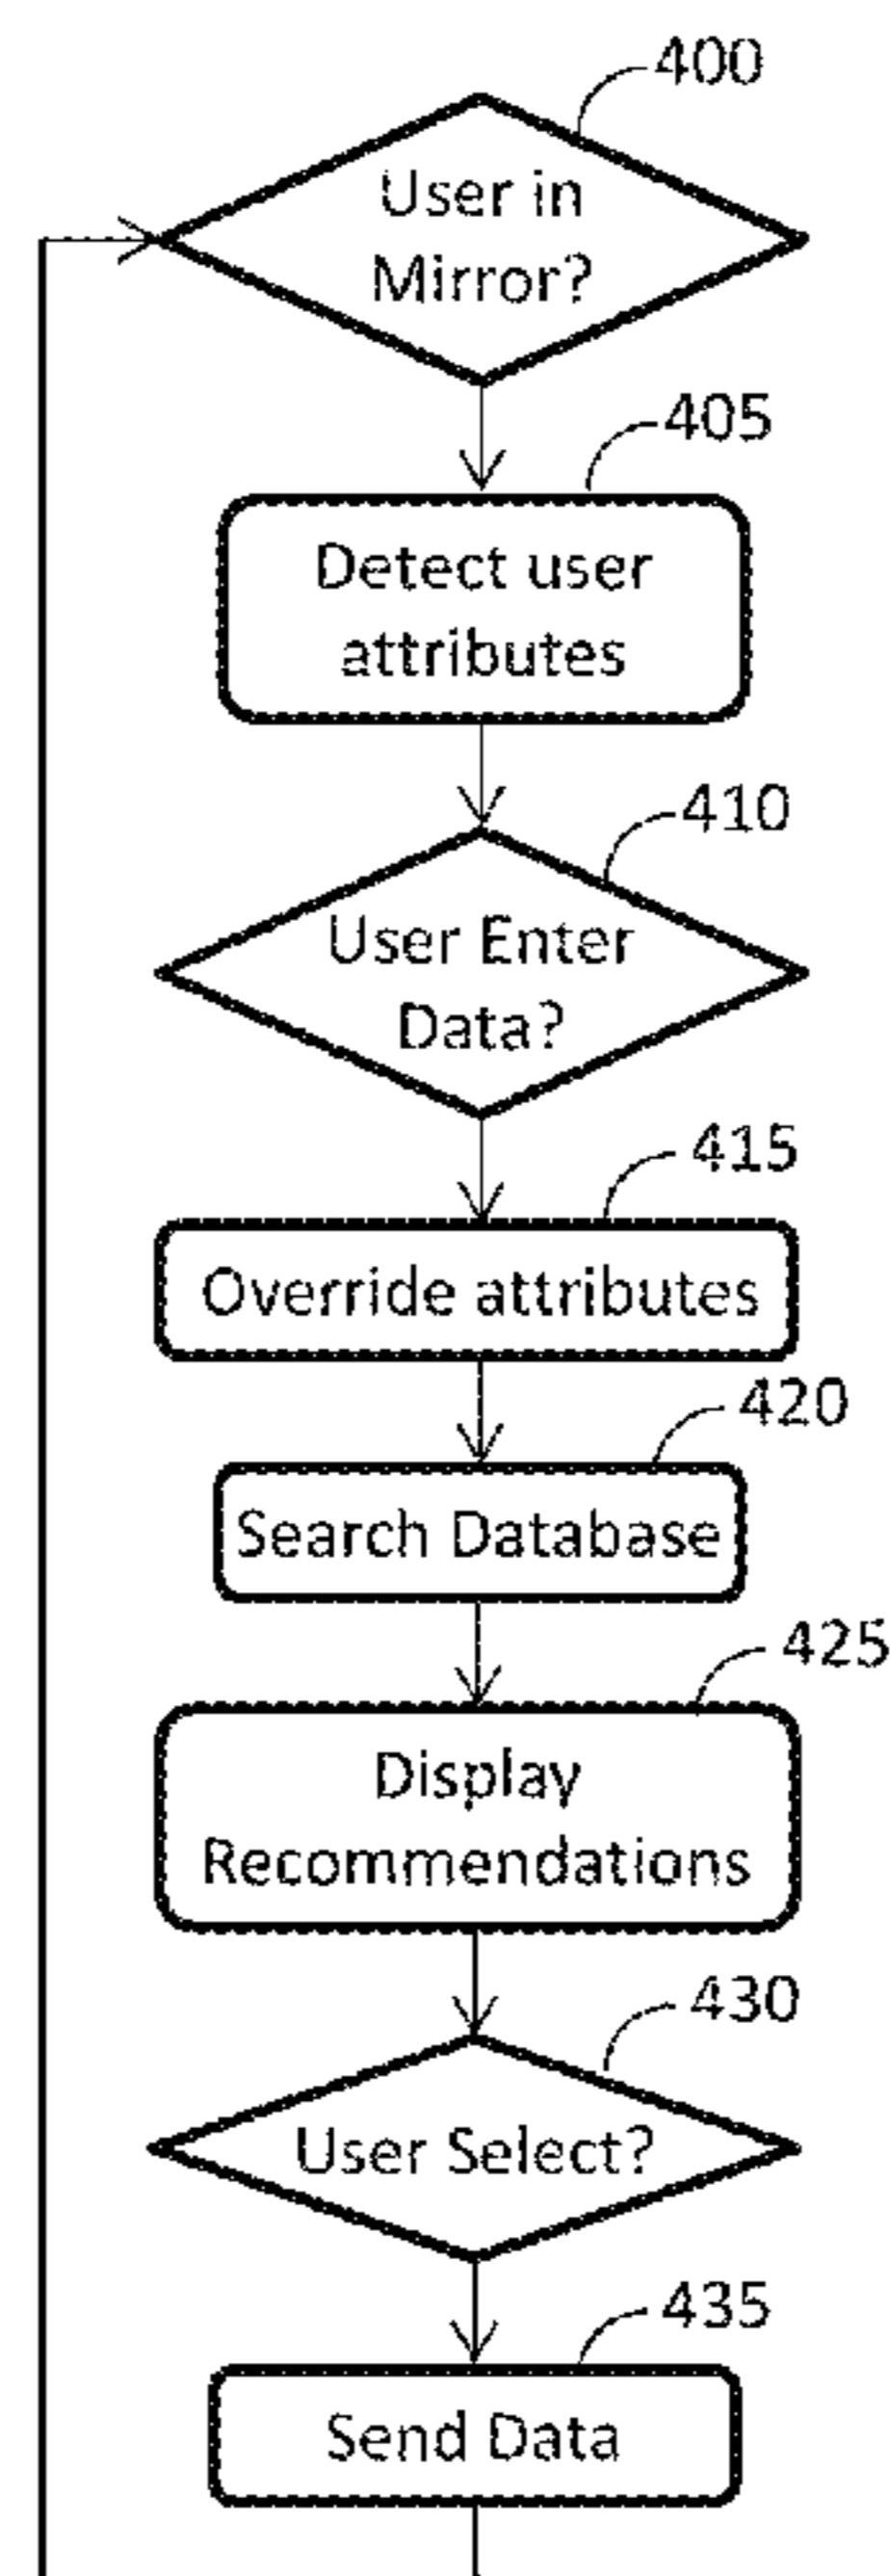 400
User in
Mirror?
405
Detect user
attributes
410
User Enter
Data?
415
Override attributes
420
Search Database
425
Display
Recommendations
430
User Select?
435
Send Data